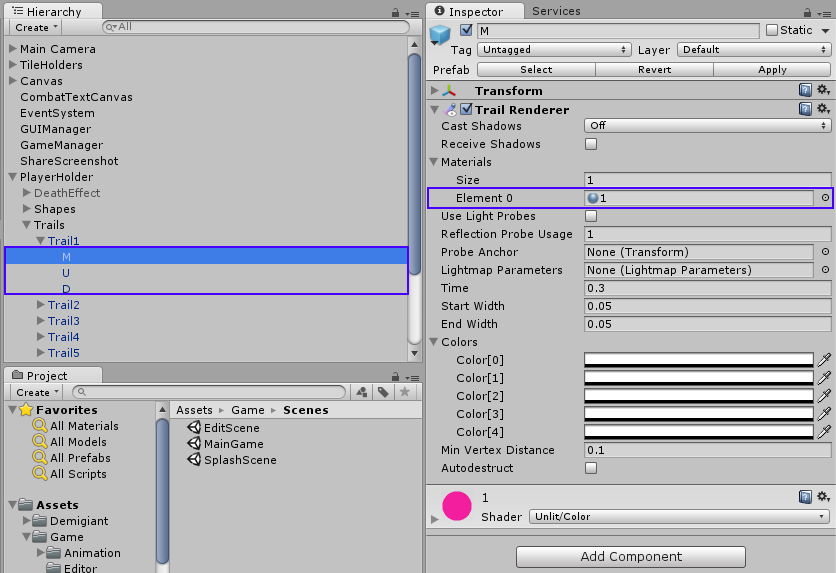 Hierarchy
Create
All
Main Camera
TileHolders
Canvas
CombatTextCanvas
EventSystem
GUIManager
GameManager
ShareScreenshot
PlayerHolder
DeathEffect
Shapes
Trails
Trail1
M
U
D
Trail2
Trail3
Trail4
Trail5
Project
Create
Favorites
All Materials
All Models
All Prefabs
All Scripts
Assets
Demigiant
Game
Animation
Editor
Assets Game Scenes
EditScene
MainGame
SplashScene
Inspector Services
M Static
Tag Untagged Layer Default
Prefab Select Revert Apply
Transform
Trail Renderer
Cast Shadows Off
Receive Shadows
Materials
Size 1
Element 0 1
Use Light Probes
Reflection Probe Usage 1
Probe Anchor None (Transform)
Lightmap Parameters None (Lightmap Parameters)
Time 0.3
Start Width 0.05
End Width 0.05
Colors
Color[0]
Color[1]
Color[2]
Color[3]
Color[4]
Min Vertex Distance 0.1
Autodestruct
1
Shader Unlit/Color
Add Component